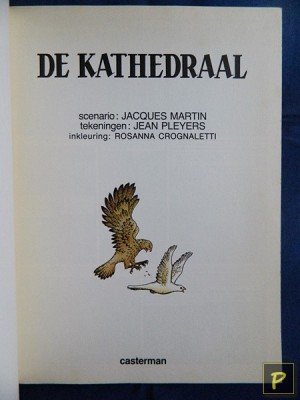 DE KATHEDRAAL
scenario: JACQUES MARTIN
tekeningen: JEAN PLEYERS
inkleuring: ROSANNA CROGNALETTI
casterman
P